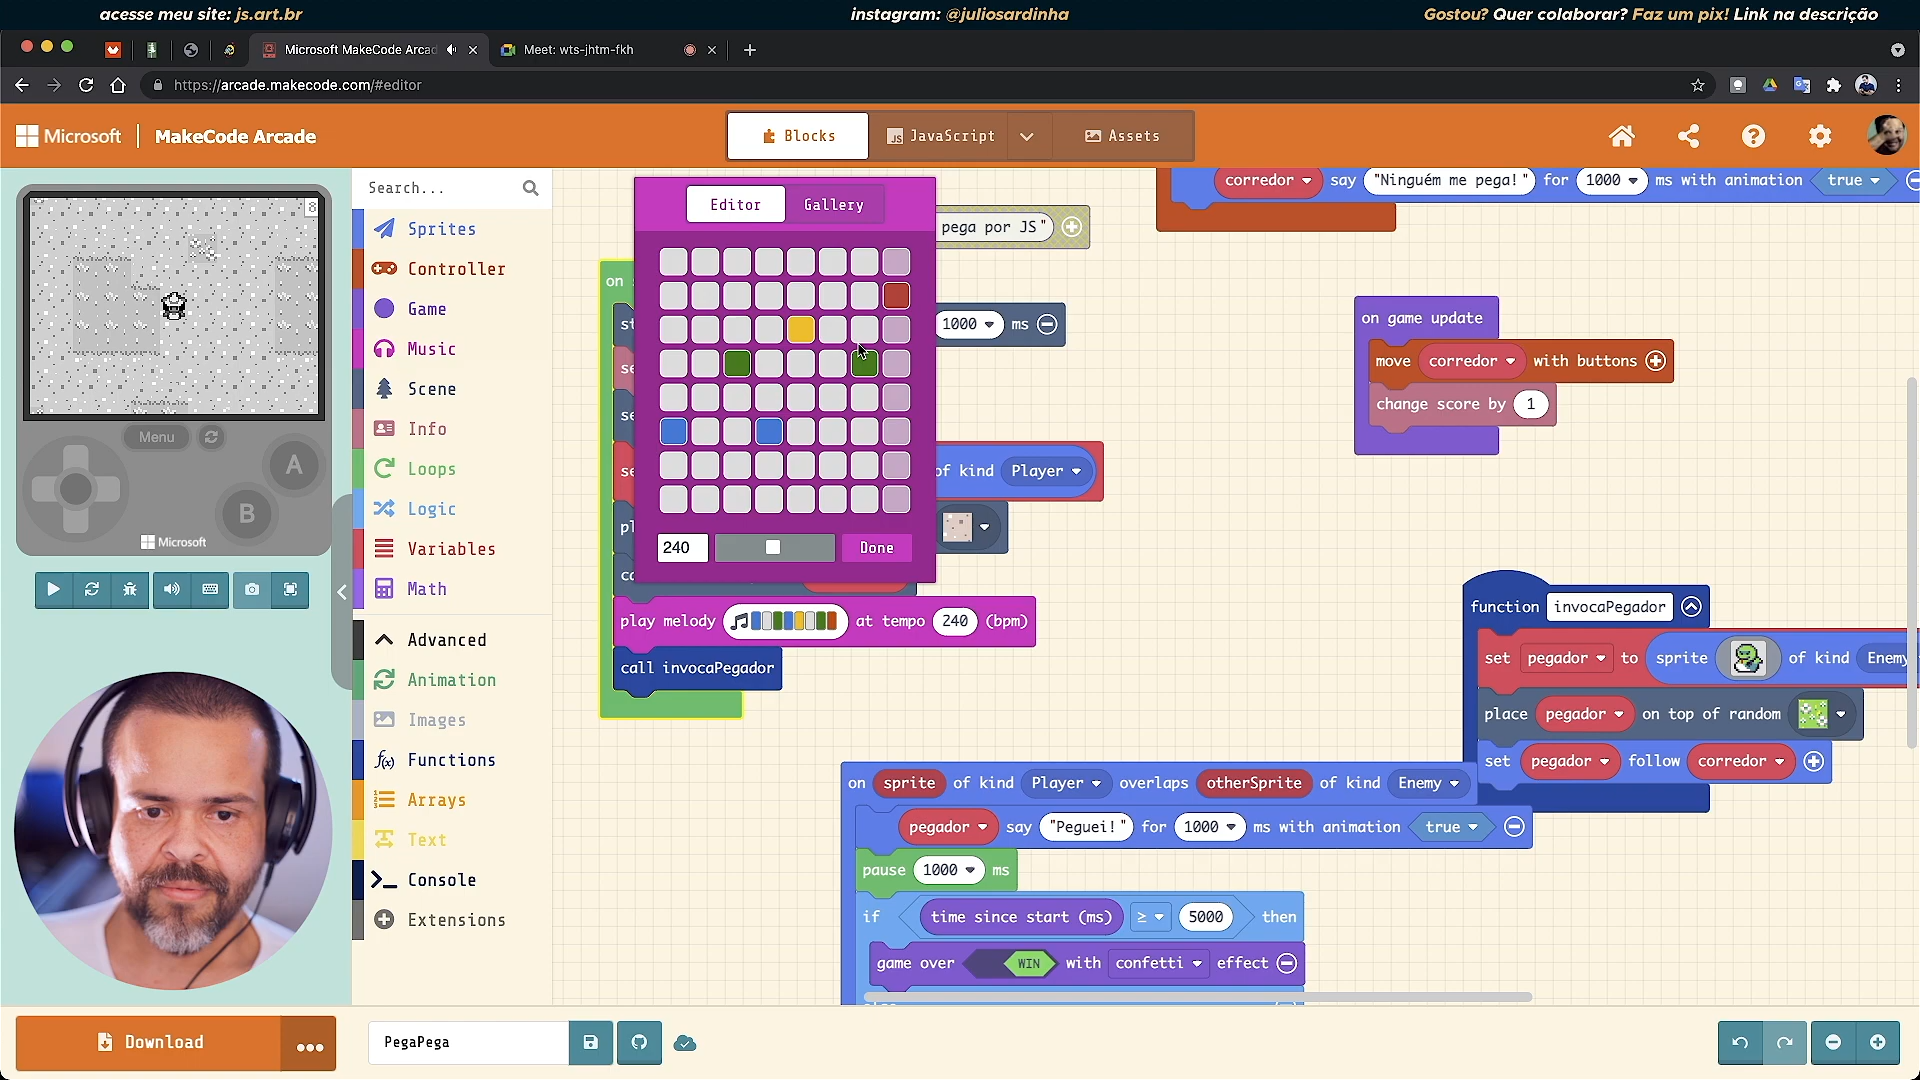 acesse meu site: js.art.br
instagram: @juliosardinha
Gostou? Quer colaborar? Faz um pix! Link na descrição
Microsoft MakeCode Arcad
Meet: wts-jhtm-fkh
https://arcade.makecode.com/#editor
Microsoft
MakeCode Arcade
Blocks
JavaScript
Assets
8
Menu
A
B
Microsoft
Search...
Sprites
Controller
Game
Music
Scene
Info
Loops
Logic
Variables
Math
Advanced
Animation
Images
Functions
Arrays
Text
Console
Extensions
Editor
Gallery
240
Done
pega por JS"
on
st
1000 ms
se
se
se
of kind Player
pl
ca
play melody at tempo 240 (bpm)
call invocaPegador
corredor say "Ninguém me pega!" for 1000 ms with animation true
on game update
move corredor with buttons
change score by 1
function invocaPegador
set pegador to sprite of kind Enemy
place pegador on top of random
set pegador follow corredor
on sprite of kind Player overlaps otherSprite of kind Enemy
pegador say "Peguei!" for 1000 ms with animation true
pause 1000 ms
if time since start (ms) ≥ 5000 then
game over WIN with confetti effect
Download
PegaPega